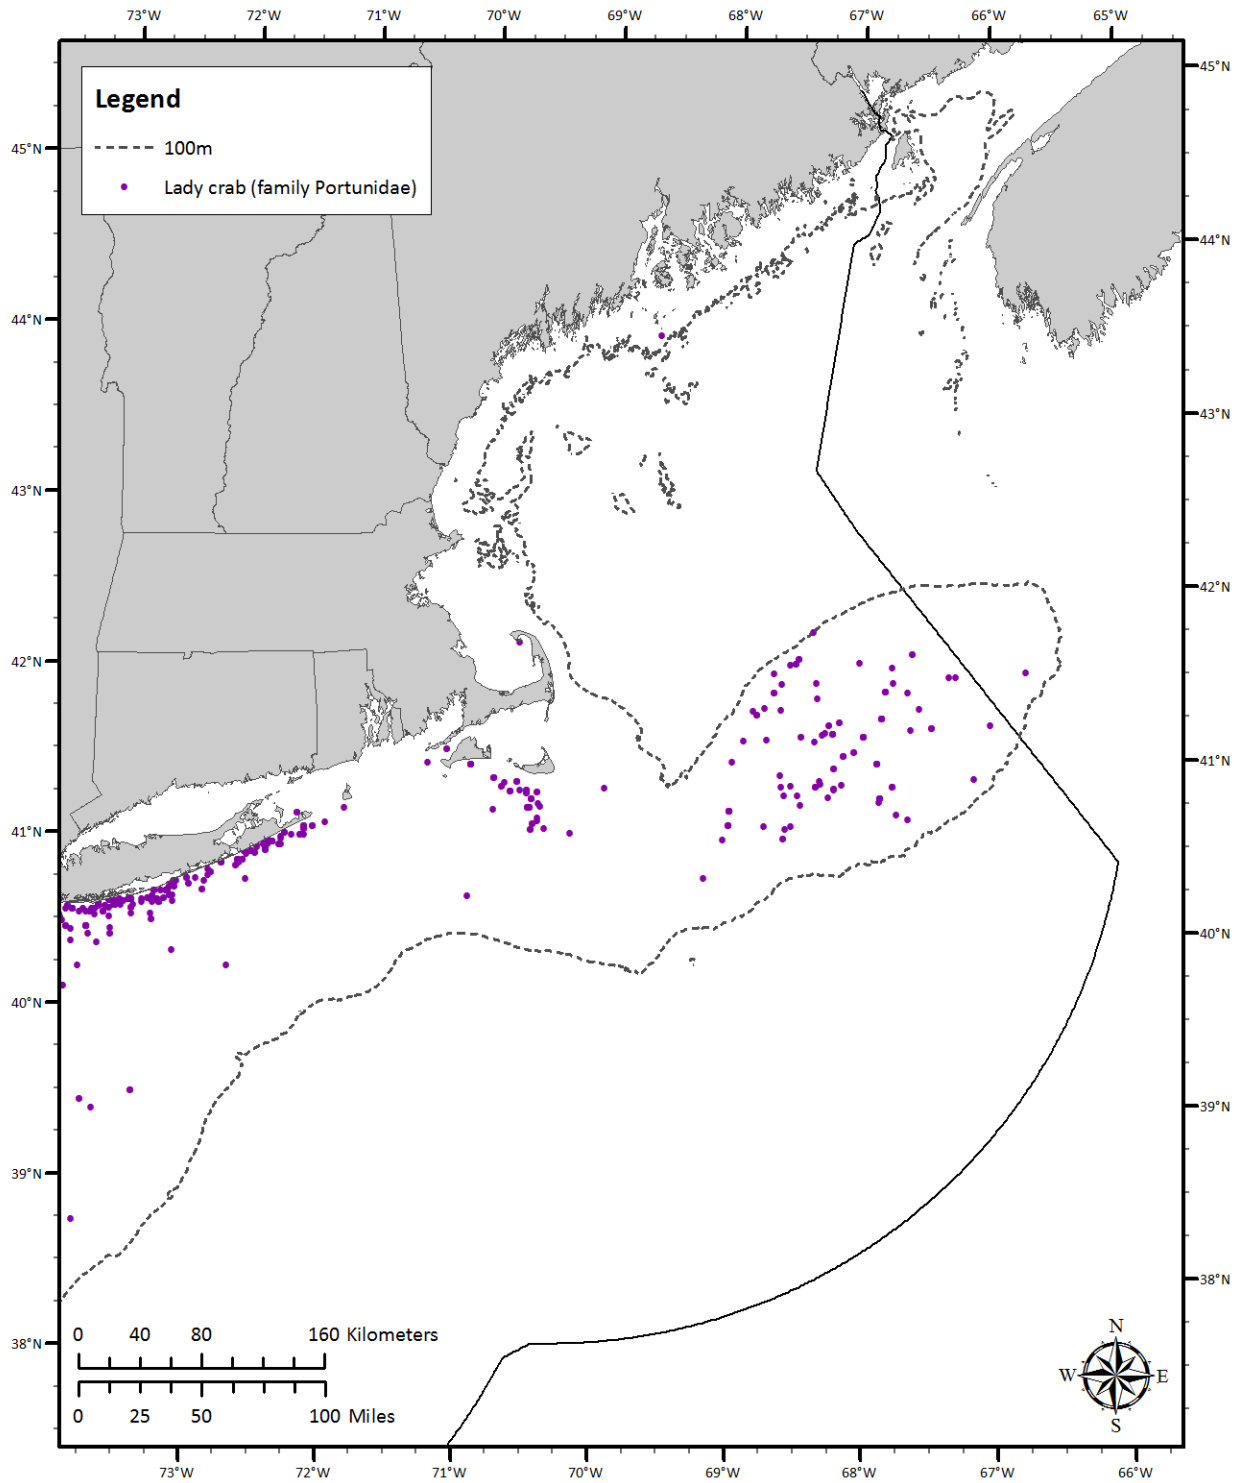 73°W 72°W 71°W 70°W 69°W 68°W 67°W 66°W 65°W
Legend
100m
Lady crab (family Portunidae)
45°N
44°N
43°N
42°N
41°N
40°N
39°N
38°N
45°N
44°N
43°N
42°N
41°N
40°N
39°N
38°N
0 40 80 160 Kilometers
0 25 50 100 Miles
N
W E
S
73°W 72°W 71°W 70°W 69°W 68°W 67°W 66°W